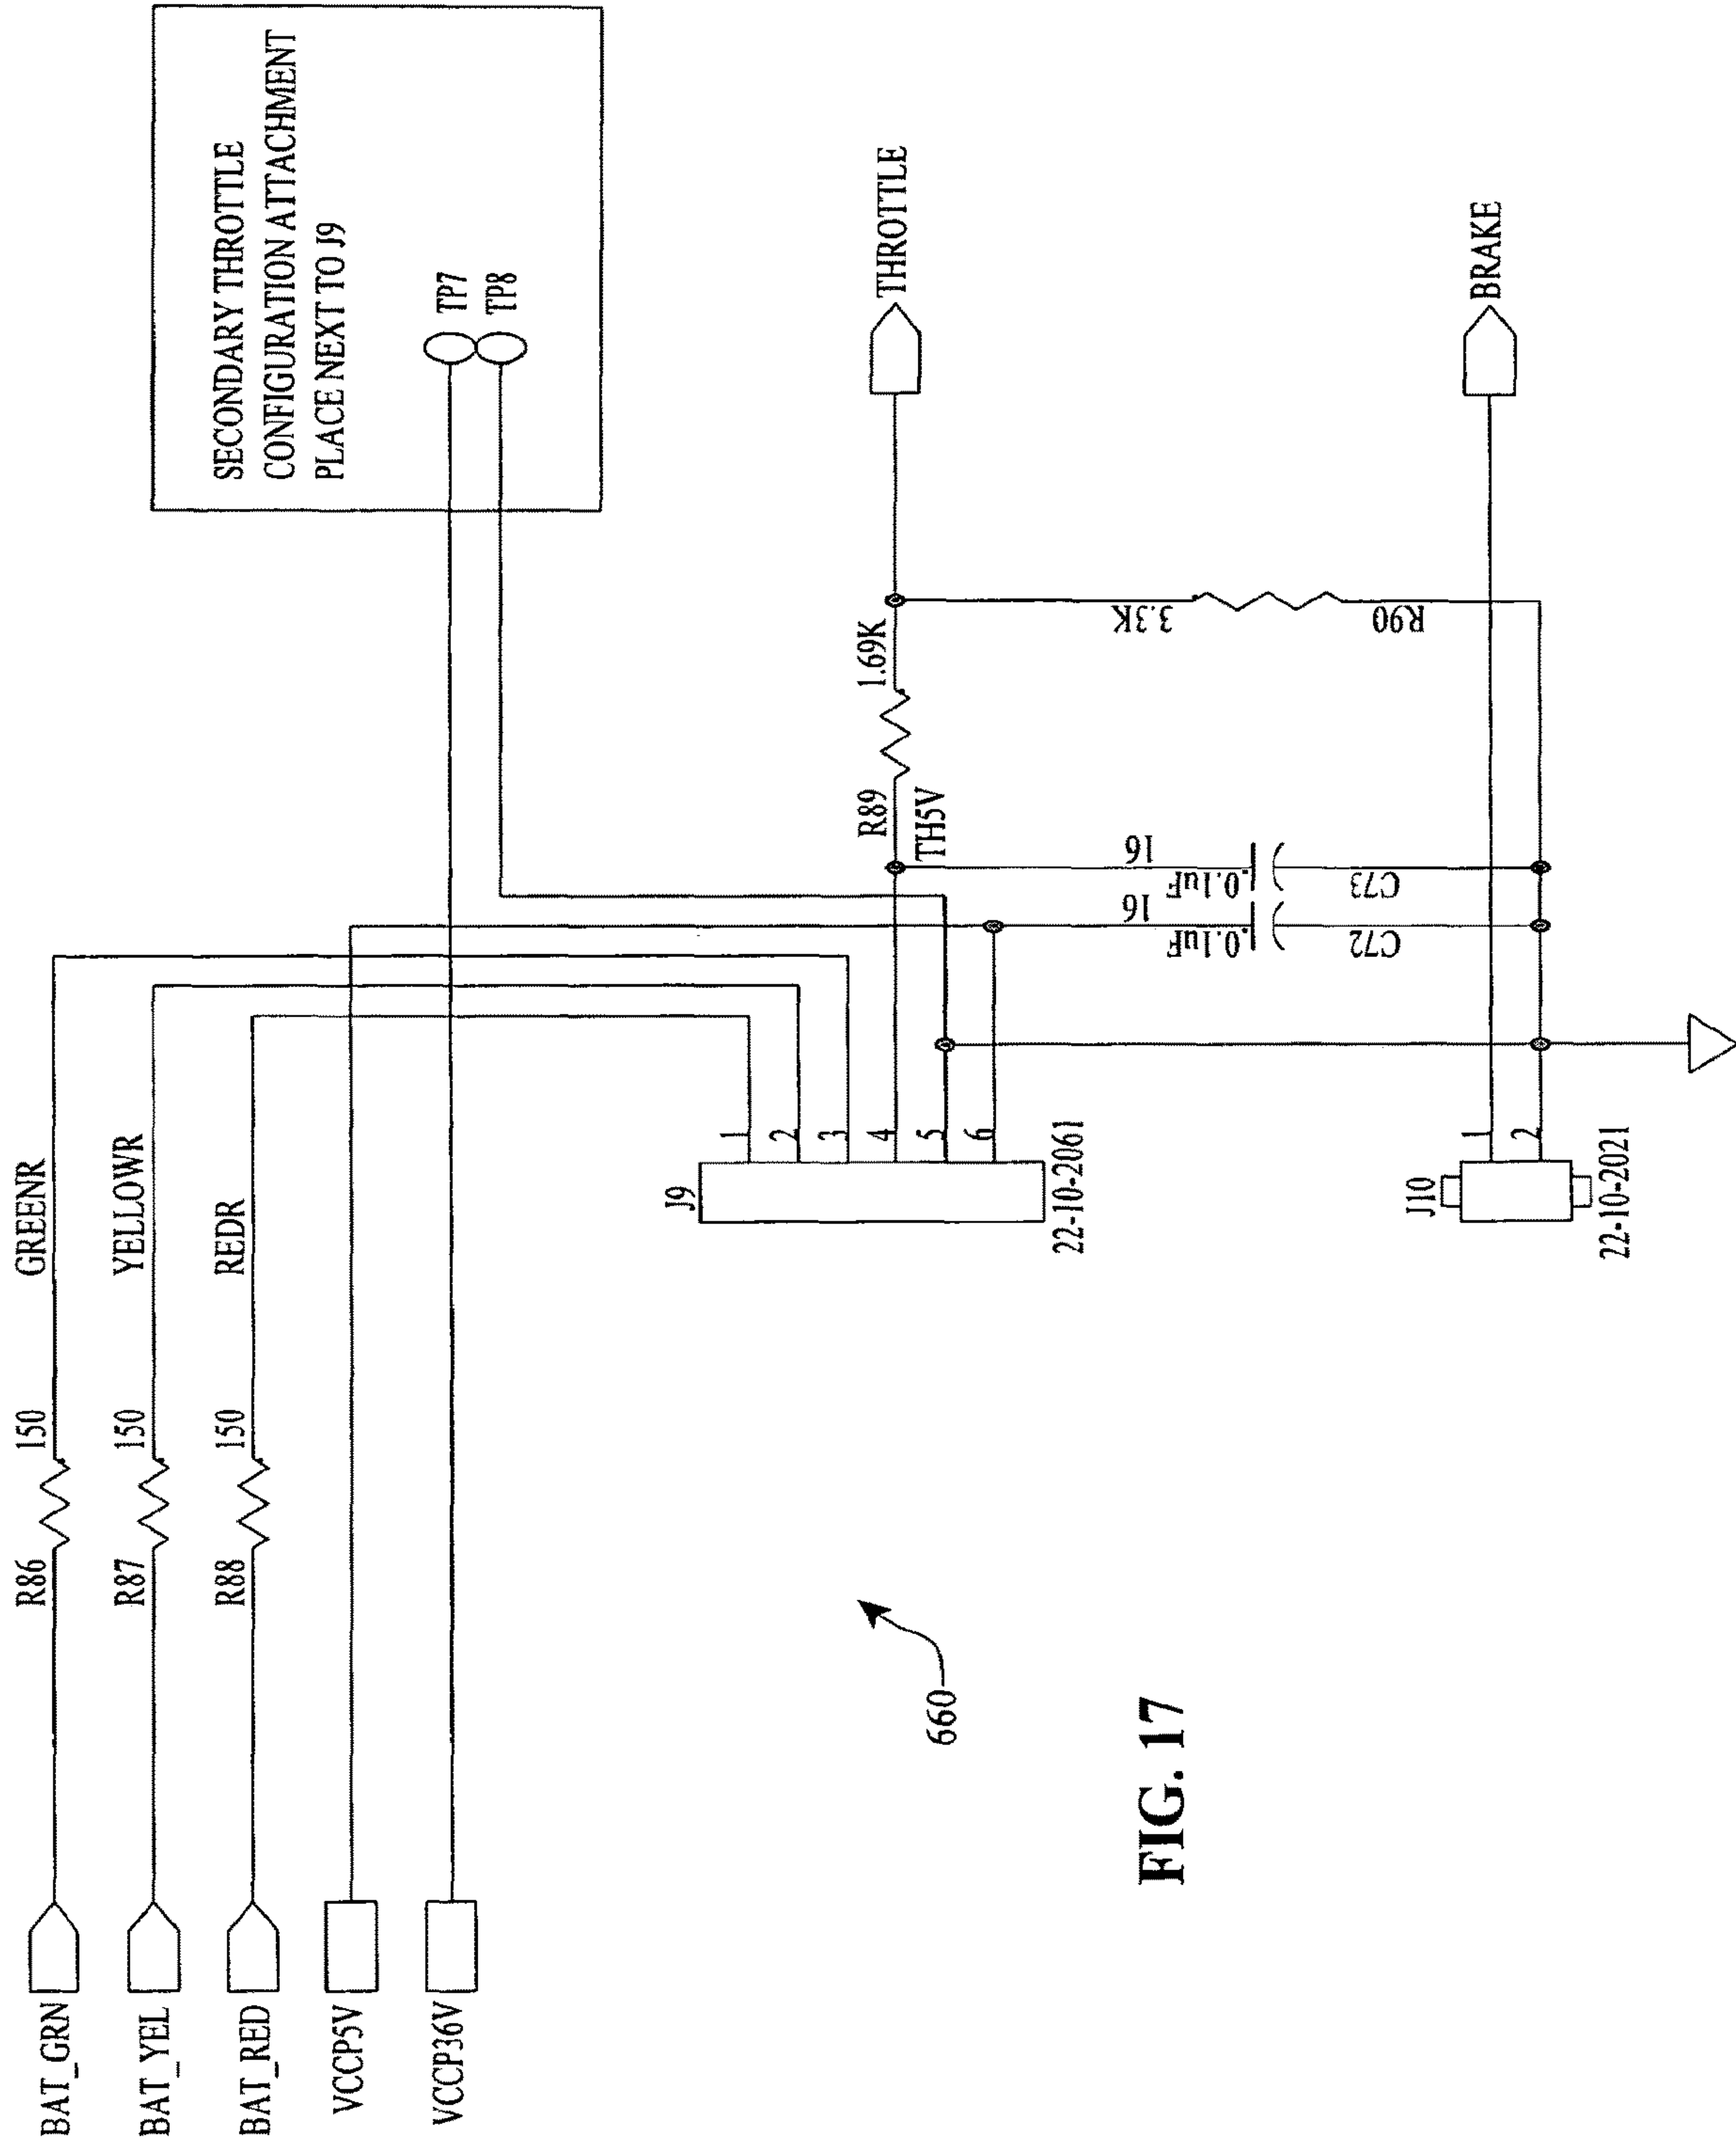 BAT_GRN
R86
150
GREENR
BAT_YEL
R87
150
YELLOWR
BAT_RED
R88
150
REDR
VCCP5V
VCCP36V
SECONDARY THROTTLE
CONFIGURATION ATTACHMENT
PLACE NEXT TO J9
TP7
TP8
J9
1
2
3
4
5
6
22-10-2061
R89
1.69K
TH5V
THROTTLE
16
0.1uF
C73
16
0.1uF
C72
3.3K
R90
BRAKE
J10
1
2
22-10-2021
660
FIG. 17